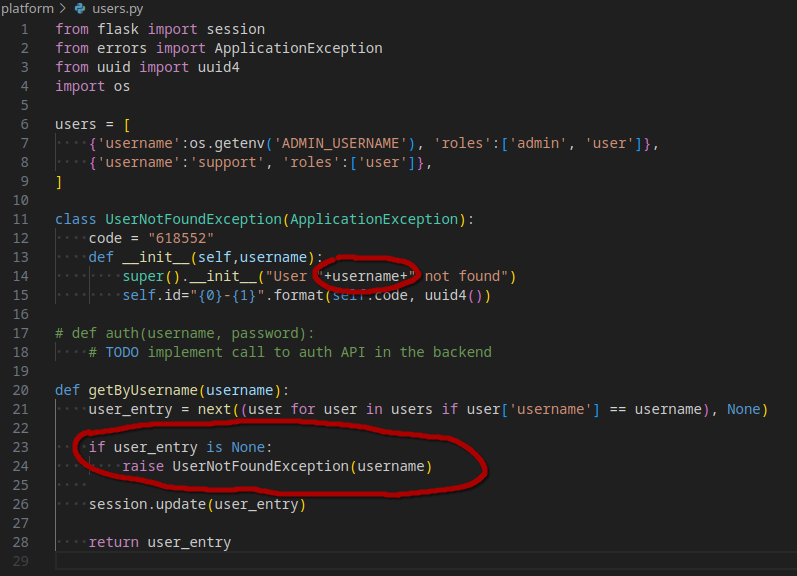 platform > users.py
1 from flask import session
2 from errors import ApplicationException
3 from uuid import uuid4
4 import os
5
6 users = [
7     {'username':os.getenv('ADMIN_USERNAME'), 'roles':['admin', 'user']},
8     {'username':'support', 'roles':['user']},
9 ]
10
11 class UserNotFoundException(ApplicationException):
12     code = "618552"
13     def __init__(self,username):
14         super().__init__("User "+username+" not found")
15         self.id="{0}-{1}".format(self.code, uuid4())
16
17 # def auth(username, password):
18     # TODO implement call to auth API in the backend
19
20 def getByUsername(username):
21     user_entry = next((user for user in users if user['username'] == username), None)
22
23     if user_entry is None:
24         raise UserNotFoundException(username)
25
26     session.update(user_entry)
27
28     return user_entry
29